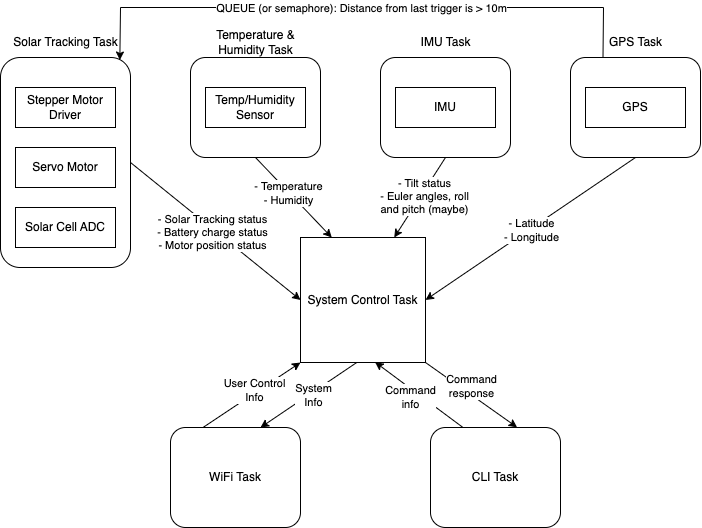 QUEUE (or semaphore): Distance from last trigger is > 10m
Solar Tracking Task
Temperature &
Humidity Task
IMU Task
GPS Task
Stepper Motor
Driver
Servo Motor
Solar Cell ADC
Temp/Humidity
Sensor
IMU
GPS
- Temperature
- Humidity
- Tilt status
- Euler angles, roll
and pitch (maybe)
- Solar Tracking status
- Battery charge status
- Motor position status
- Latitude
- Longitude
System Control Task
User Control
Info
System
Info
Command
info
Command
response
WiFi Task
CLI Task